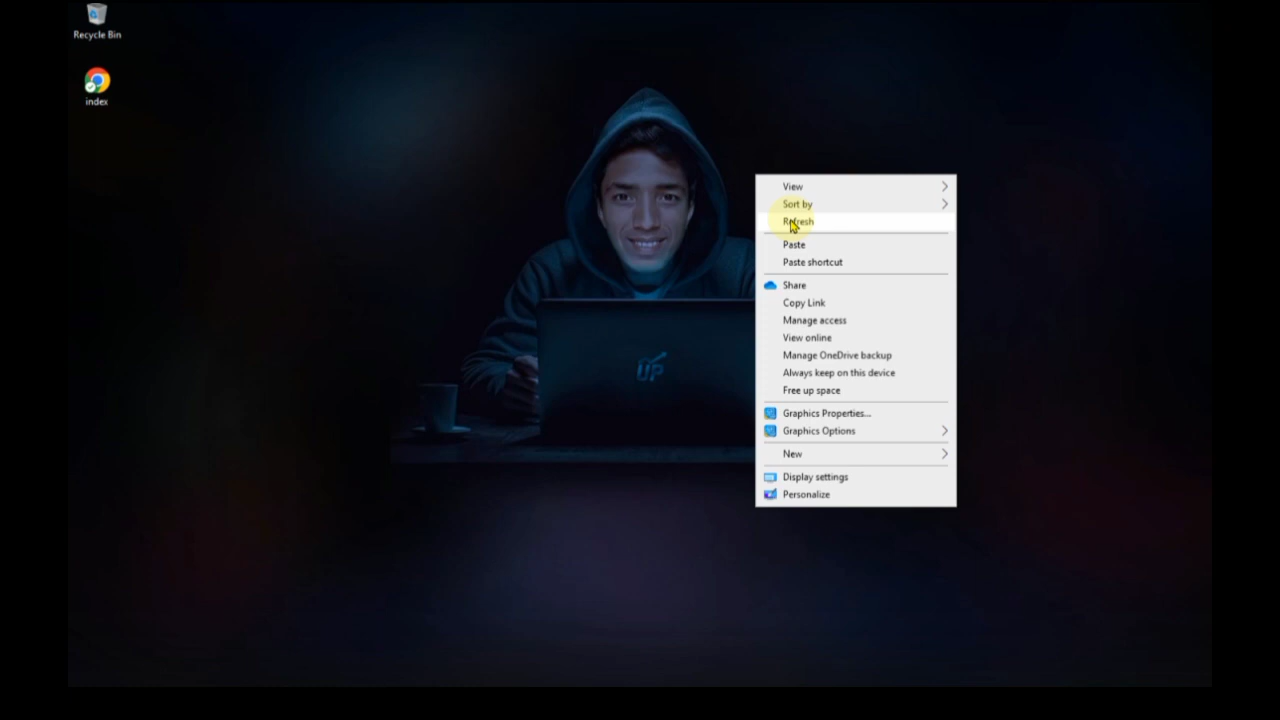 Recycle Bin
index
View
Sort by
Refresh
Paste
Paste shortcut
Share
Copy Link
Manage access
View online
Manage OneDrive backup
Always keep on this device
Free up space
Graphics Properties...
Graphics Options
New
Display settings
Personalize
UP